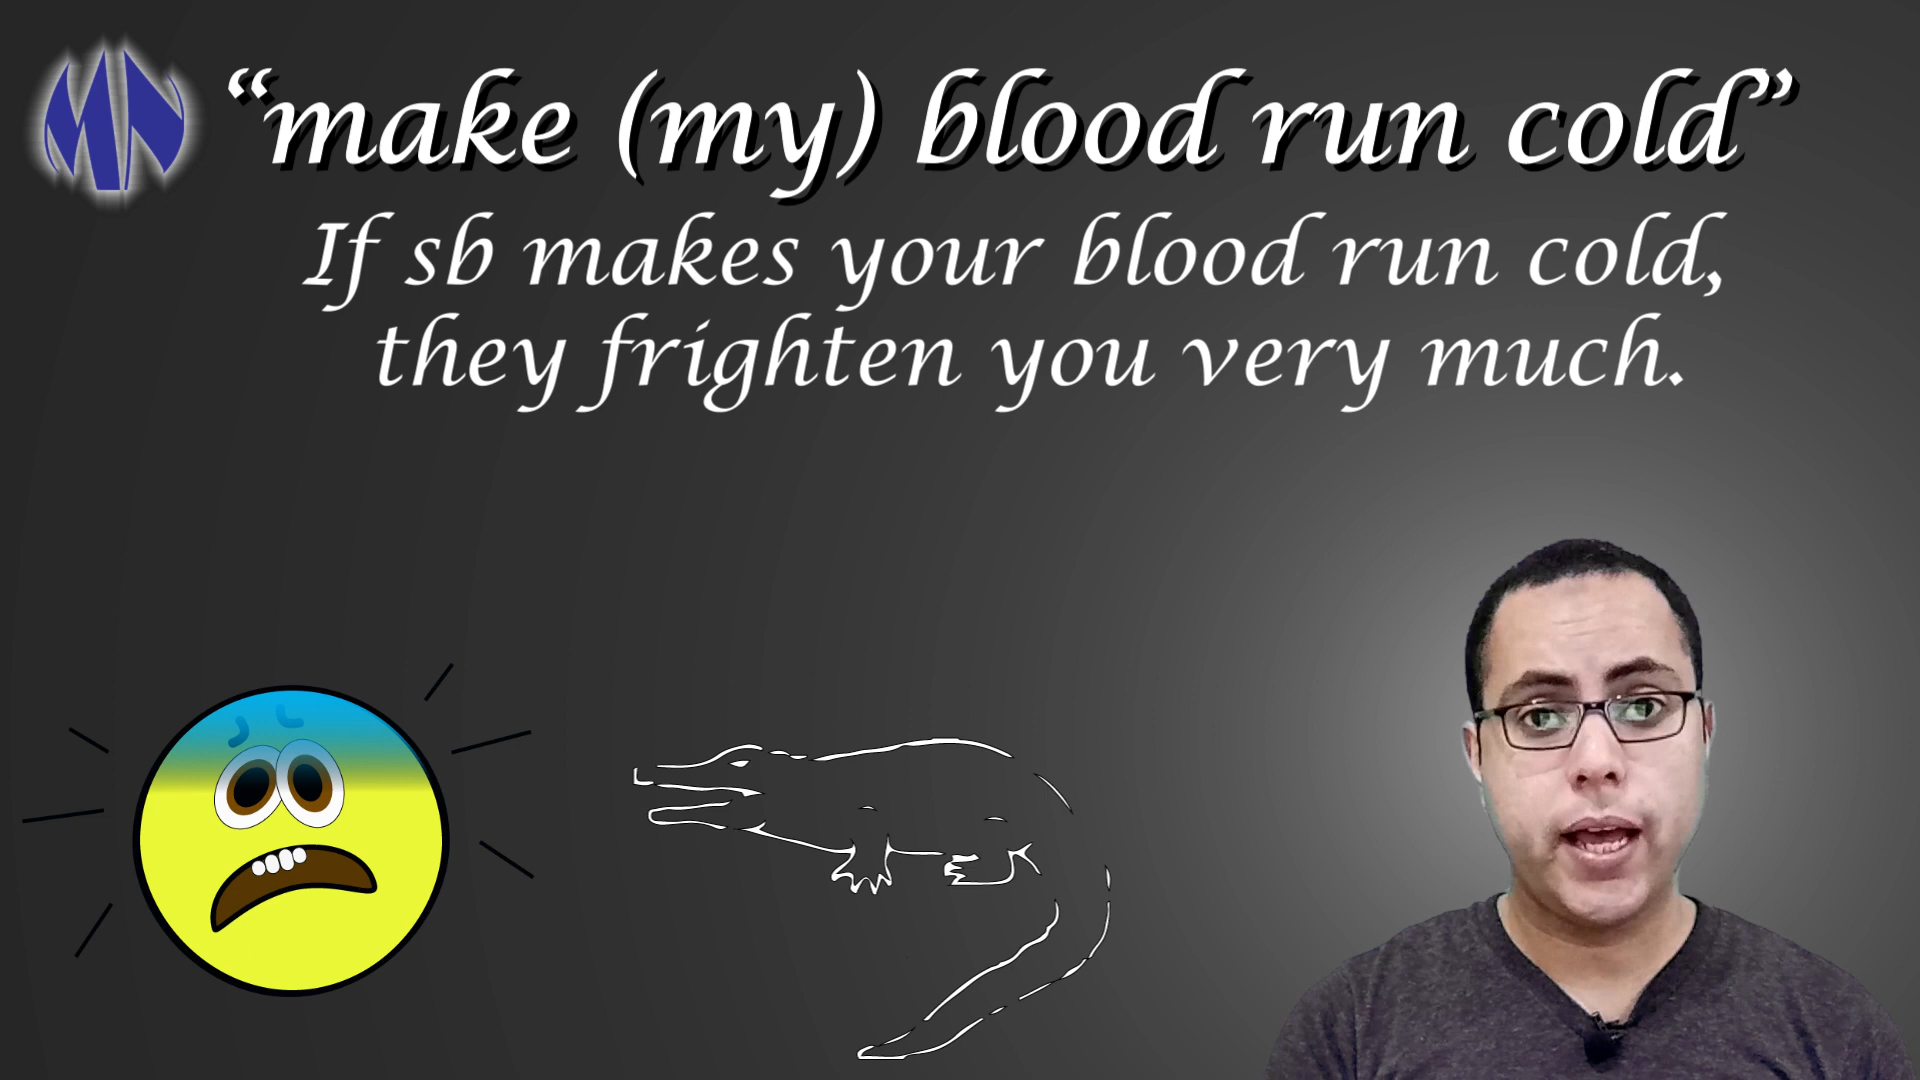 MN
“make (my) blood run cold”
If sb makes your blood run cold,
they frighten you very much.